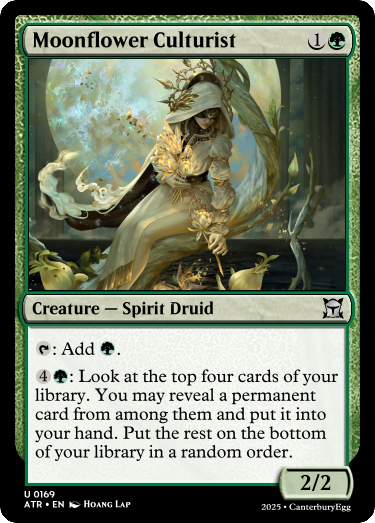 Moonflower Culturist 1
Creature — Spirit Druid
: Add .
4 : Look at the top four cards of your
library. You may reveal a permanent
card from among them and put it into
your hand. Put the rest on the bottom
of your library in a random order.
2/2
U 0169
ATR • EN Hoang Lap
2025 • CanterburyEgg